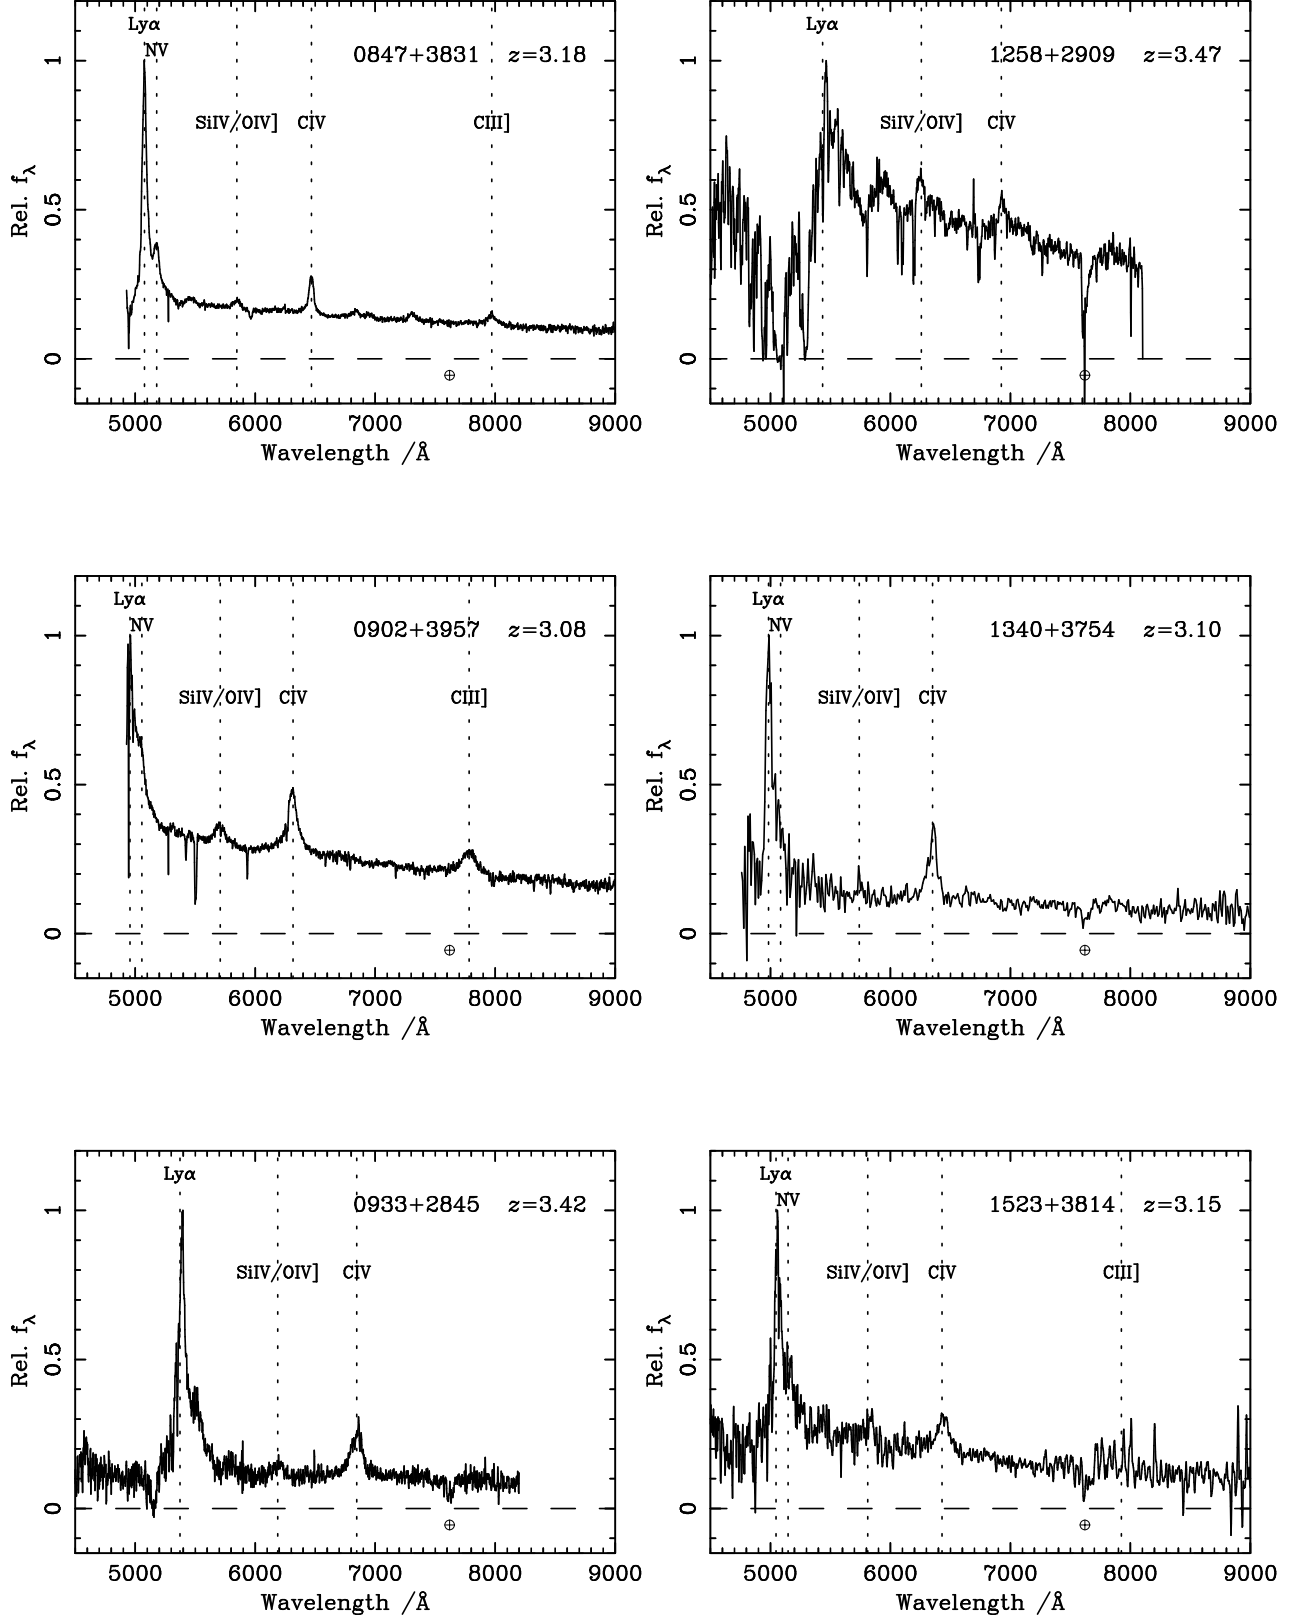 Lyα
NV
0847+3831 z=3.18
SiIV/OIV] CIV CIII]
1
0.5
0
Rel. fλ
⊕
5000 6000 7000 8000 9000
Wavelength /Å
Lyα
1258+2909 z=3.47
SiIV/OIV] CIV
1
0.5
0
Rel. fλ
⊕
5000 6000 7000 8000 9000
Wavelength /Å
Lyα
NV
0902+3957 z=3.08
SiIV/OIV] CIV CIII]
1
0.5
0
Rel. fλ
⊕
5000 6000 7000 8000 9000
Wavelength /Å
Lyα
NV
1340+3754 z=3.10
SiIV/OIV] CIV
1
0.5
0
Rel. fλ
⊕
5000 6000 7000 8000 9000
Wavelength /Å
Lyα
0933+2845 z=3.42
SiIV/OIV] CIV
1
0.5
0
Rel. fλ
⊕
5000 6000 7000 8000 9000
Wavelength /Å
Lyα
NV
1523+3814 z=3.15
SiIV/OIV] CIV CIII]
1
0.5
0
Rel. fλ
⊕
5000 6000 7000 8000 9000
Wavelength /Å